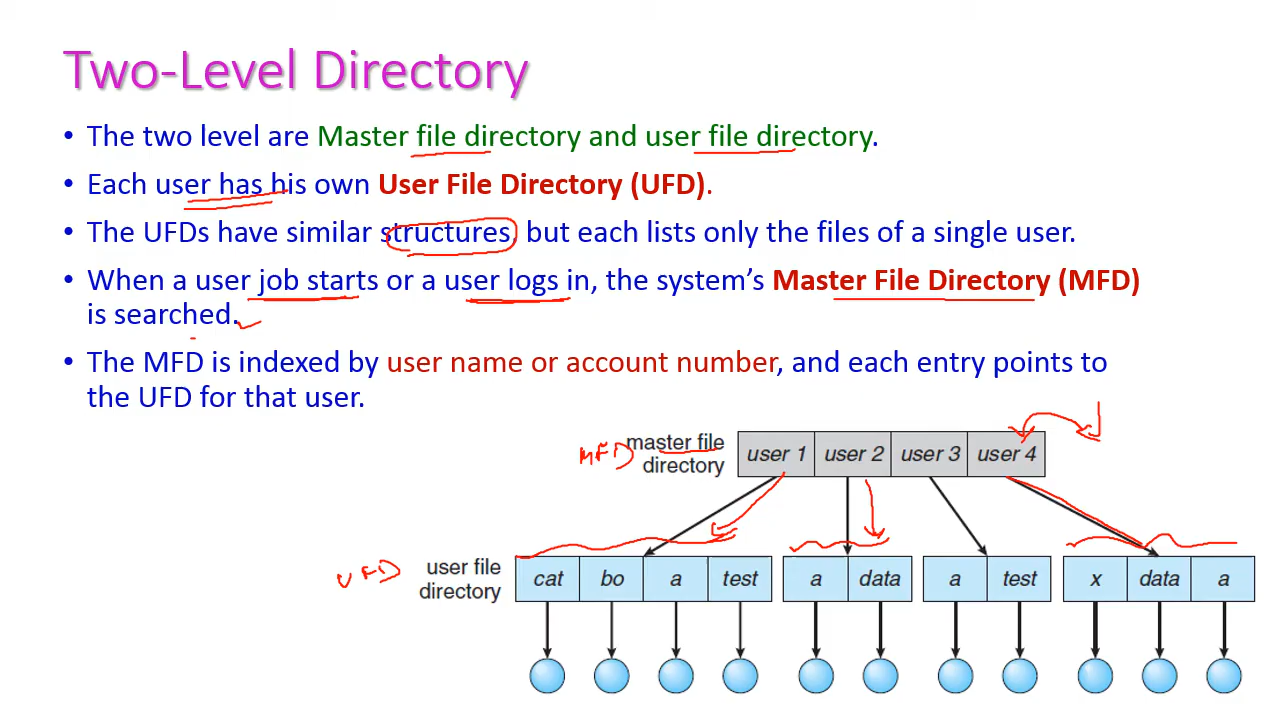 Two-Level Directory
• The two level are Master file directory and user file directory.
• Each user has his own User File Directory (UFD).
• The UFDs have similar structures, but each lists only the files of a single user.
• When a user job starts or a user logs in, the system's Master File Directory (MFD)
is searched.
• The MFD is indexed by user name or account number, and each entry points to
the UFD for that user.
MFD master file
directory
user 1 user 2 user 3 user 4
UFD user file
directory
cat bo a test a data a test x data a